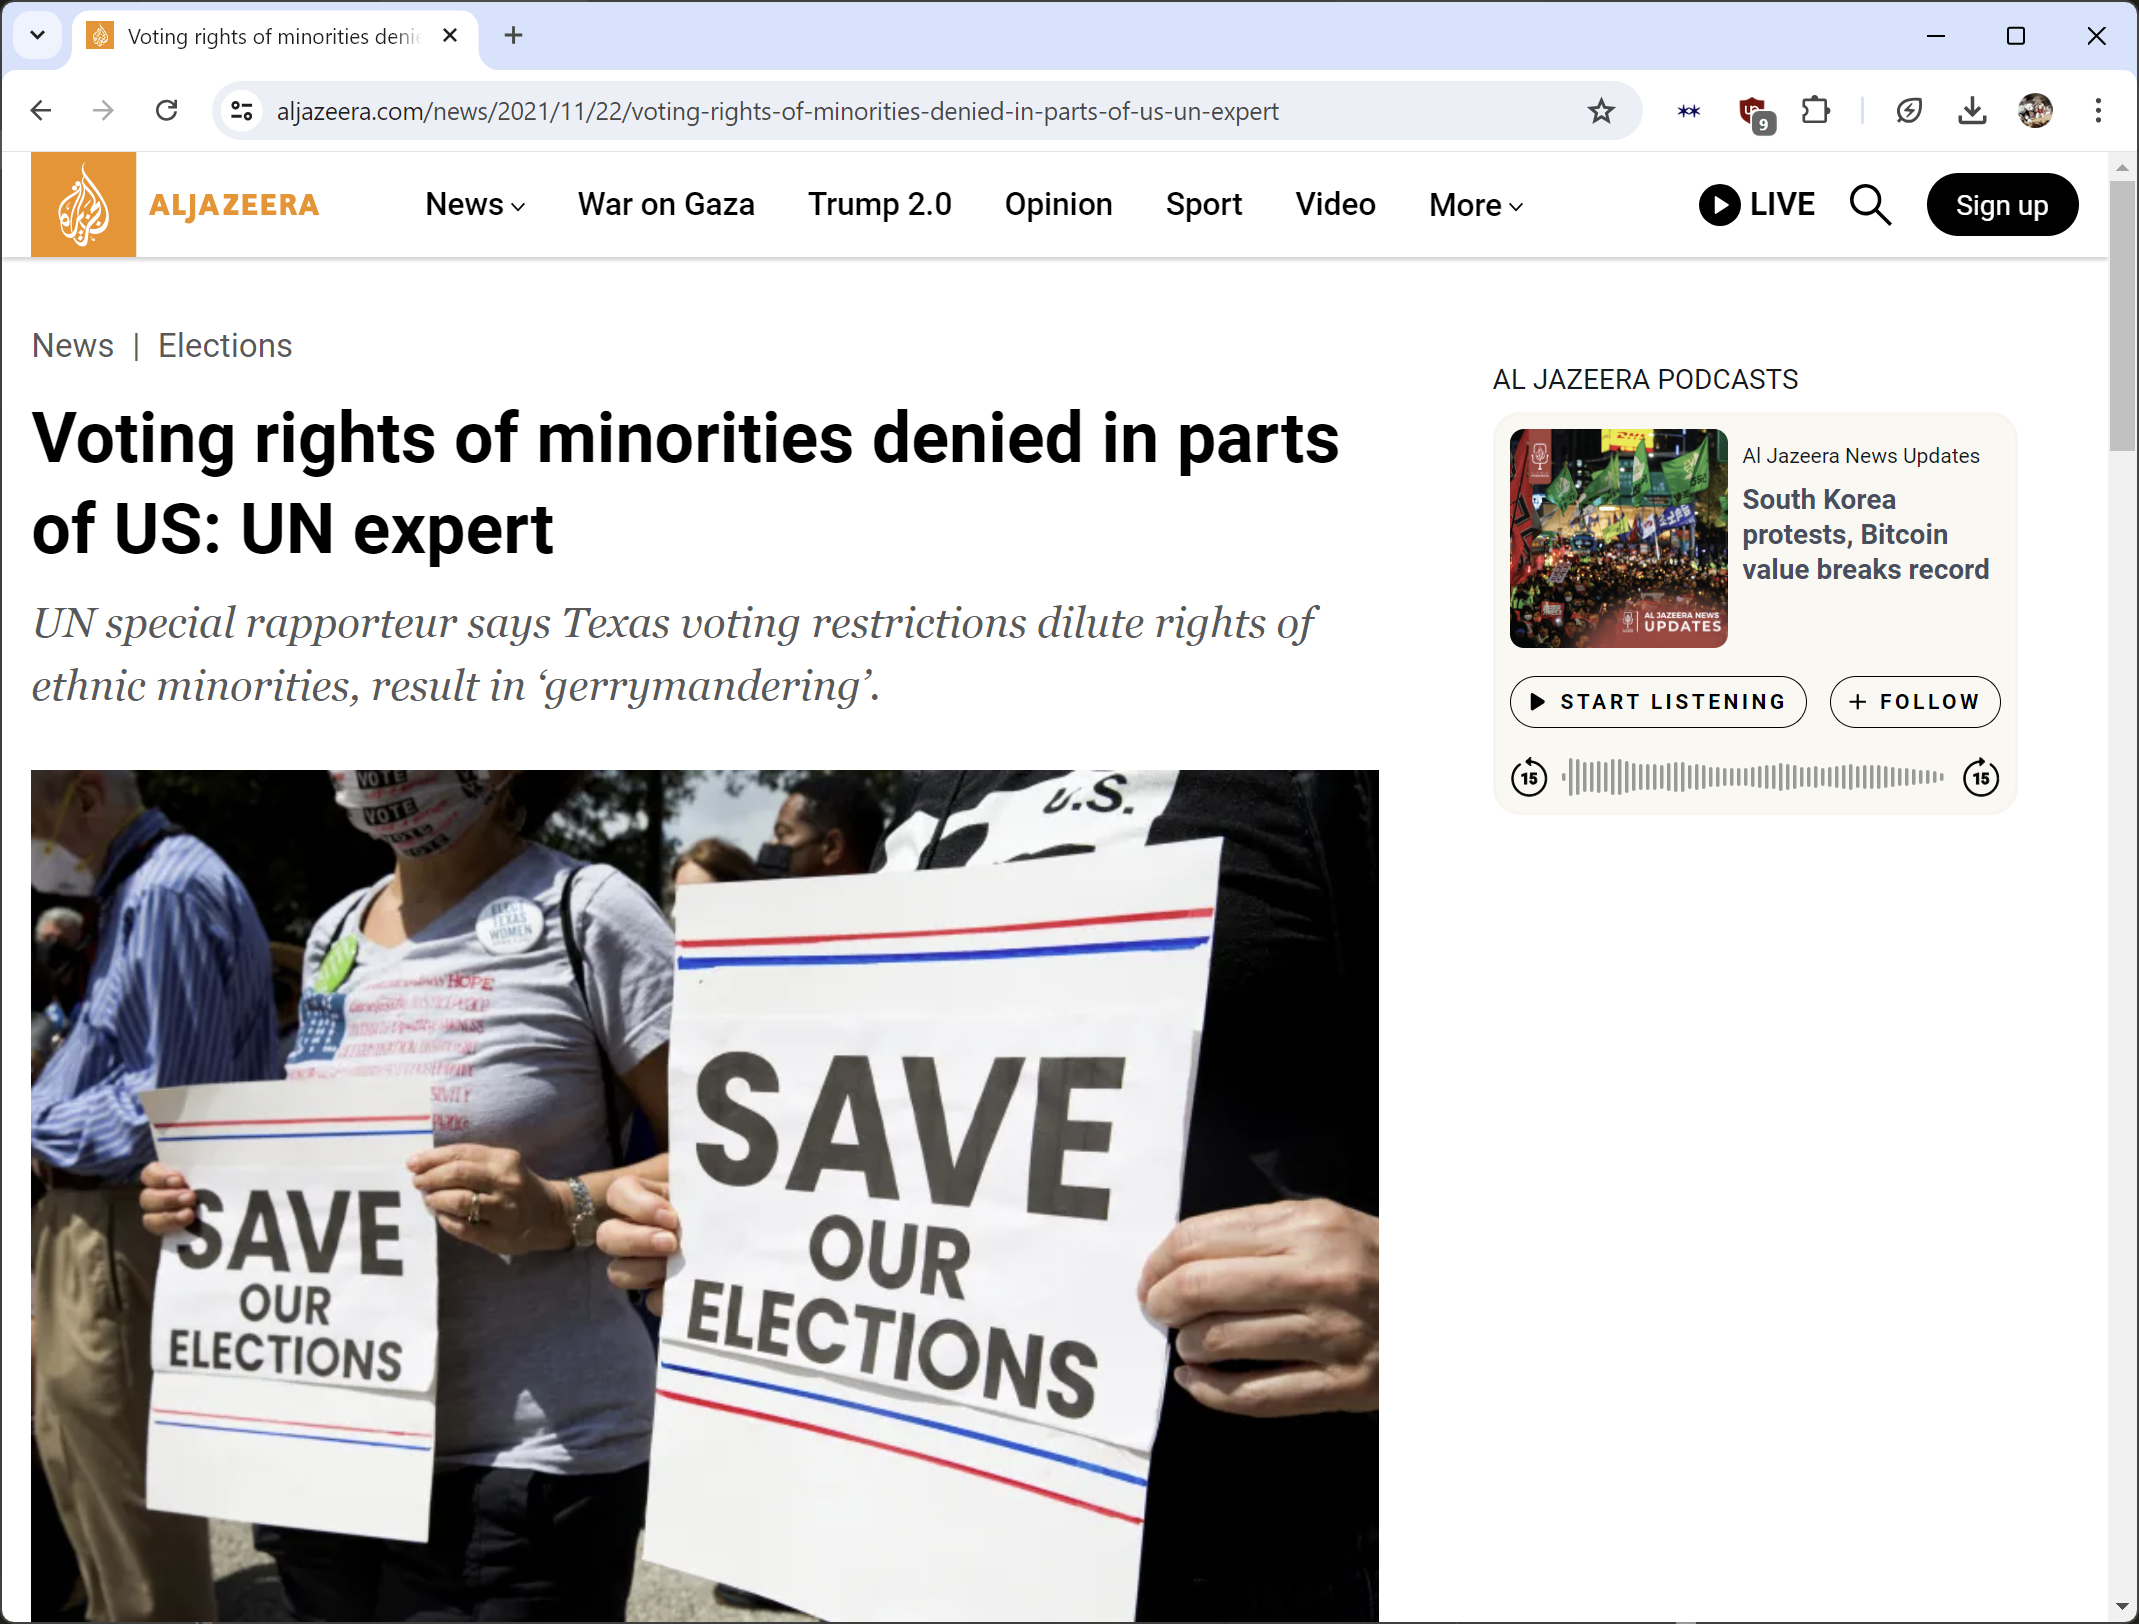 Voting rights of minorities deni
aljazeera.com/news/2021/11/22/voting-rights-of-minorities-denied-in-parts-of-us-un-expert
9
ALJAZEERA
News
War on Gaza
Trump 2.0
Opinion
Sport
Video
More
LIVE
Sign up
News | Elections
Voting rights of minorities denied in parts
of US: UN expert
UN special rapporteur says Texas voting restrictions dilute rights of
ethnic minorities, result in ‘gerrymandering’.
AL JAZEERA PODCASTS
Al Jazeera News Updates
South Korea
protests, Bitcoin
value breaks record
AL JAZEERA NEWS
UPDATES
START LISTENING
+ FOLLOW
15
15
VOTE
VOTE
VOTE
VOTE
U.S.
ELECT
TEXAS
WOMEN
HOPE
SAVE
OUR
ELECTIONS
SAVE
OUR
ELECTIONS